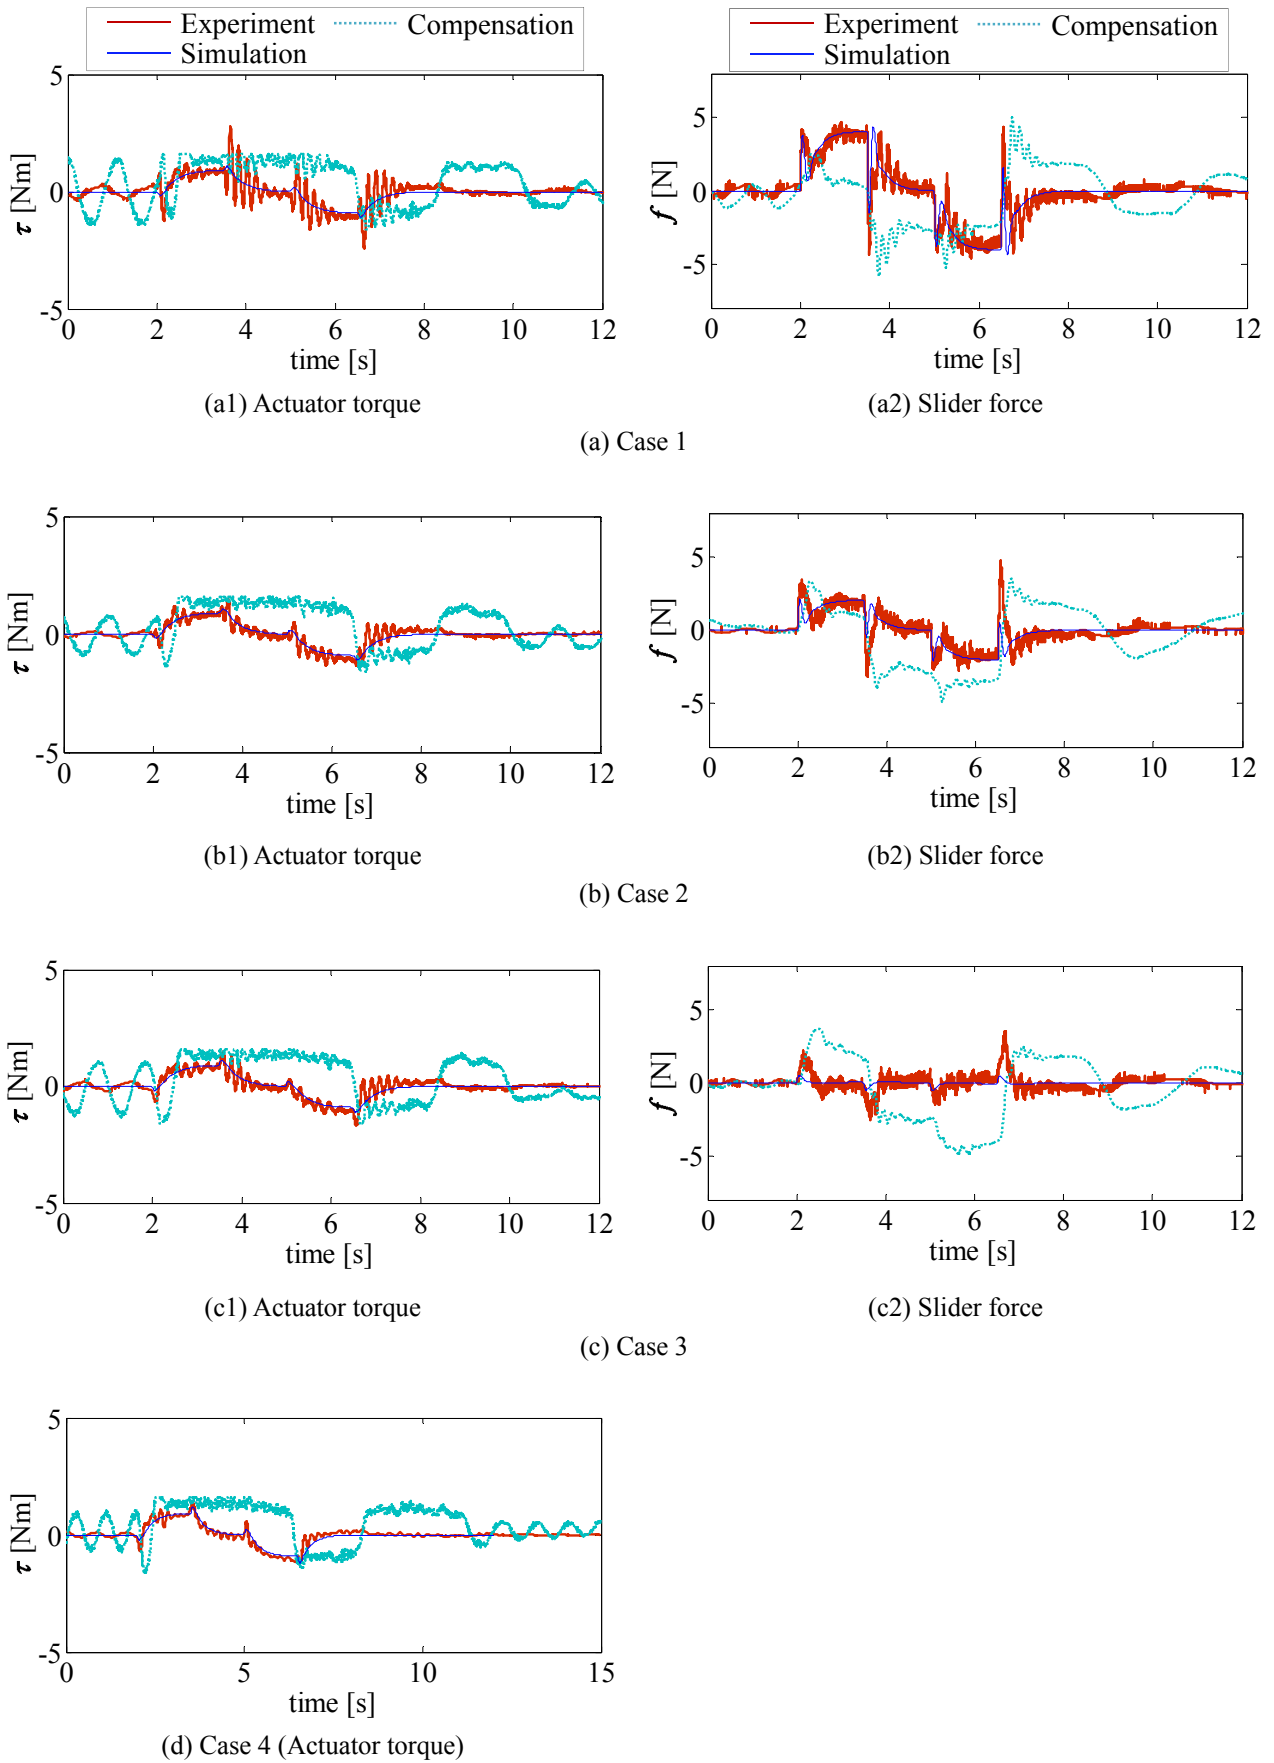 Experiment Compensation
Simulation
Experiment Compensation
Simulation
5
0
-5
τ [Nm]
0 2 4 6 8 10 12
time [s]
(a1) Actuator torque
5
0
-5
f [N]
0 2 4 6 8 10 12
time [s]
(a2) Slider force
(a) Case 1
5
0
-5
τ [Nm]
0 2 4 6 8 10 12
time [s]
(b1) Actuator torque
5
0
-5
f [N]
0 2 4 6 8 10 12
time [s]
(b2) Slider force
(b) Case 2
5
0
-5
τ [Nm]
0 2 4 6 8 10 12
time [s]
(c1) Actuator torque
5
0
-5
f [N]
0 2 4 6 8 10 12
time [s]
(c2) Slider force
(c) Case 3
5
0
-5
τ [Nm]
0 5 10 15
time [s]
(d) Case 4 (Actuator torque)